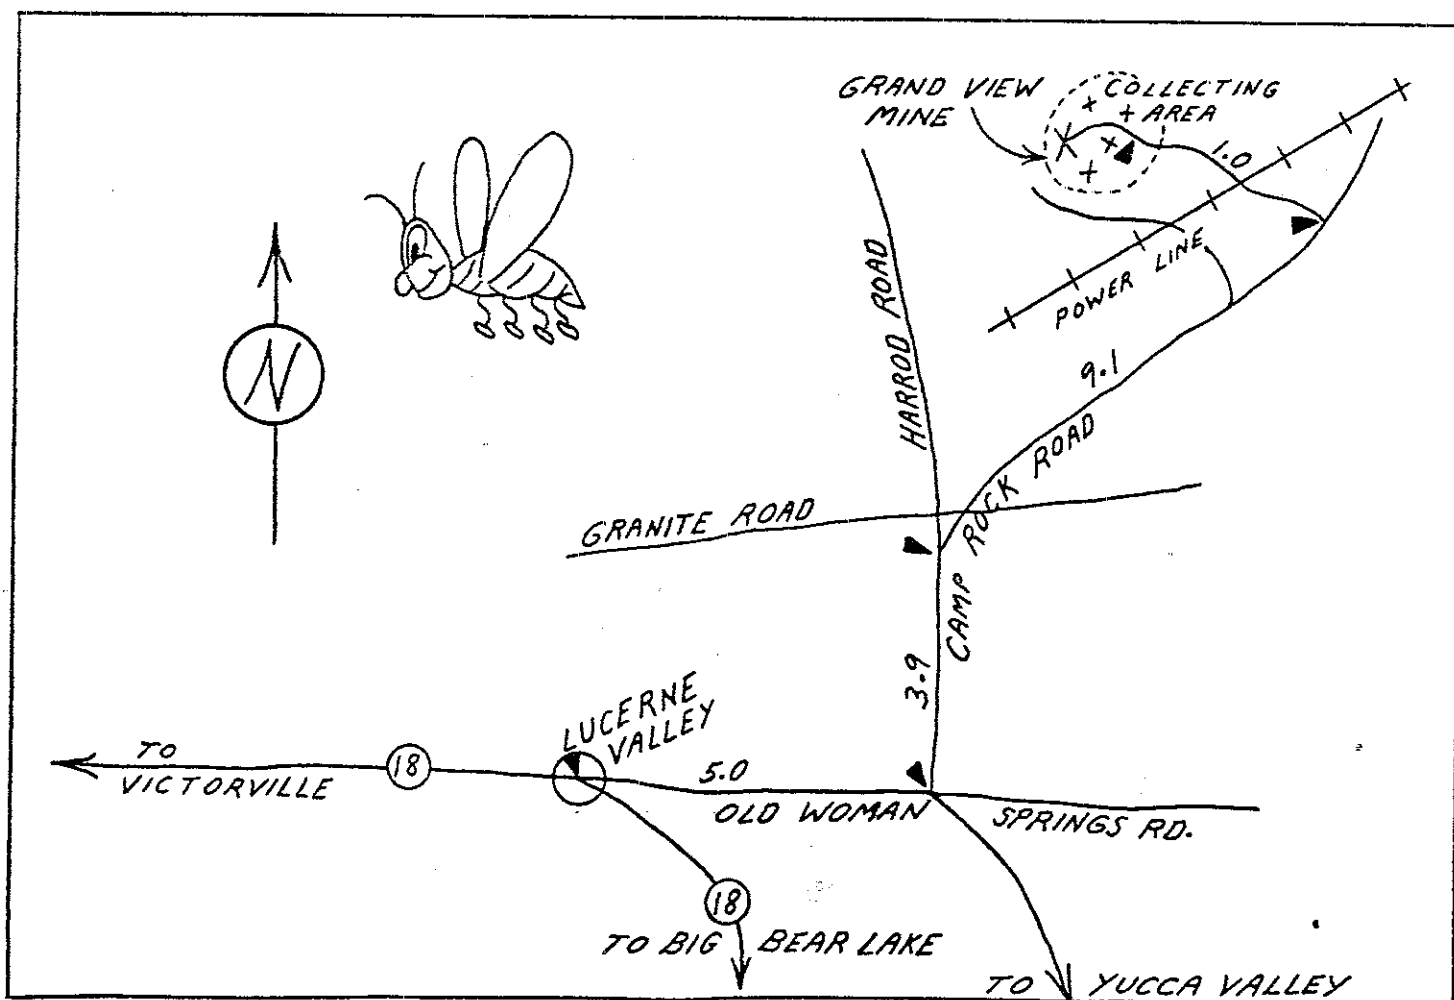 GRAND VIEW
MINE
COLLECTING
AREA
1.0
POWER LINE
HARROD ROAD
9.1
N
GRANITE ROAD
CAMP ROCK ROAD
3.9
LUCERNE
VALLEY
TO
VICTORVILLE
18
5.0
OLD WOMAN SPRINGS RD.
18
TO BIG BEAR LAKE
TO YUCCA VALLEY